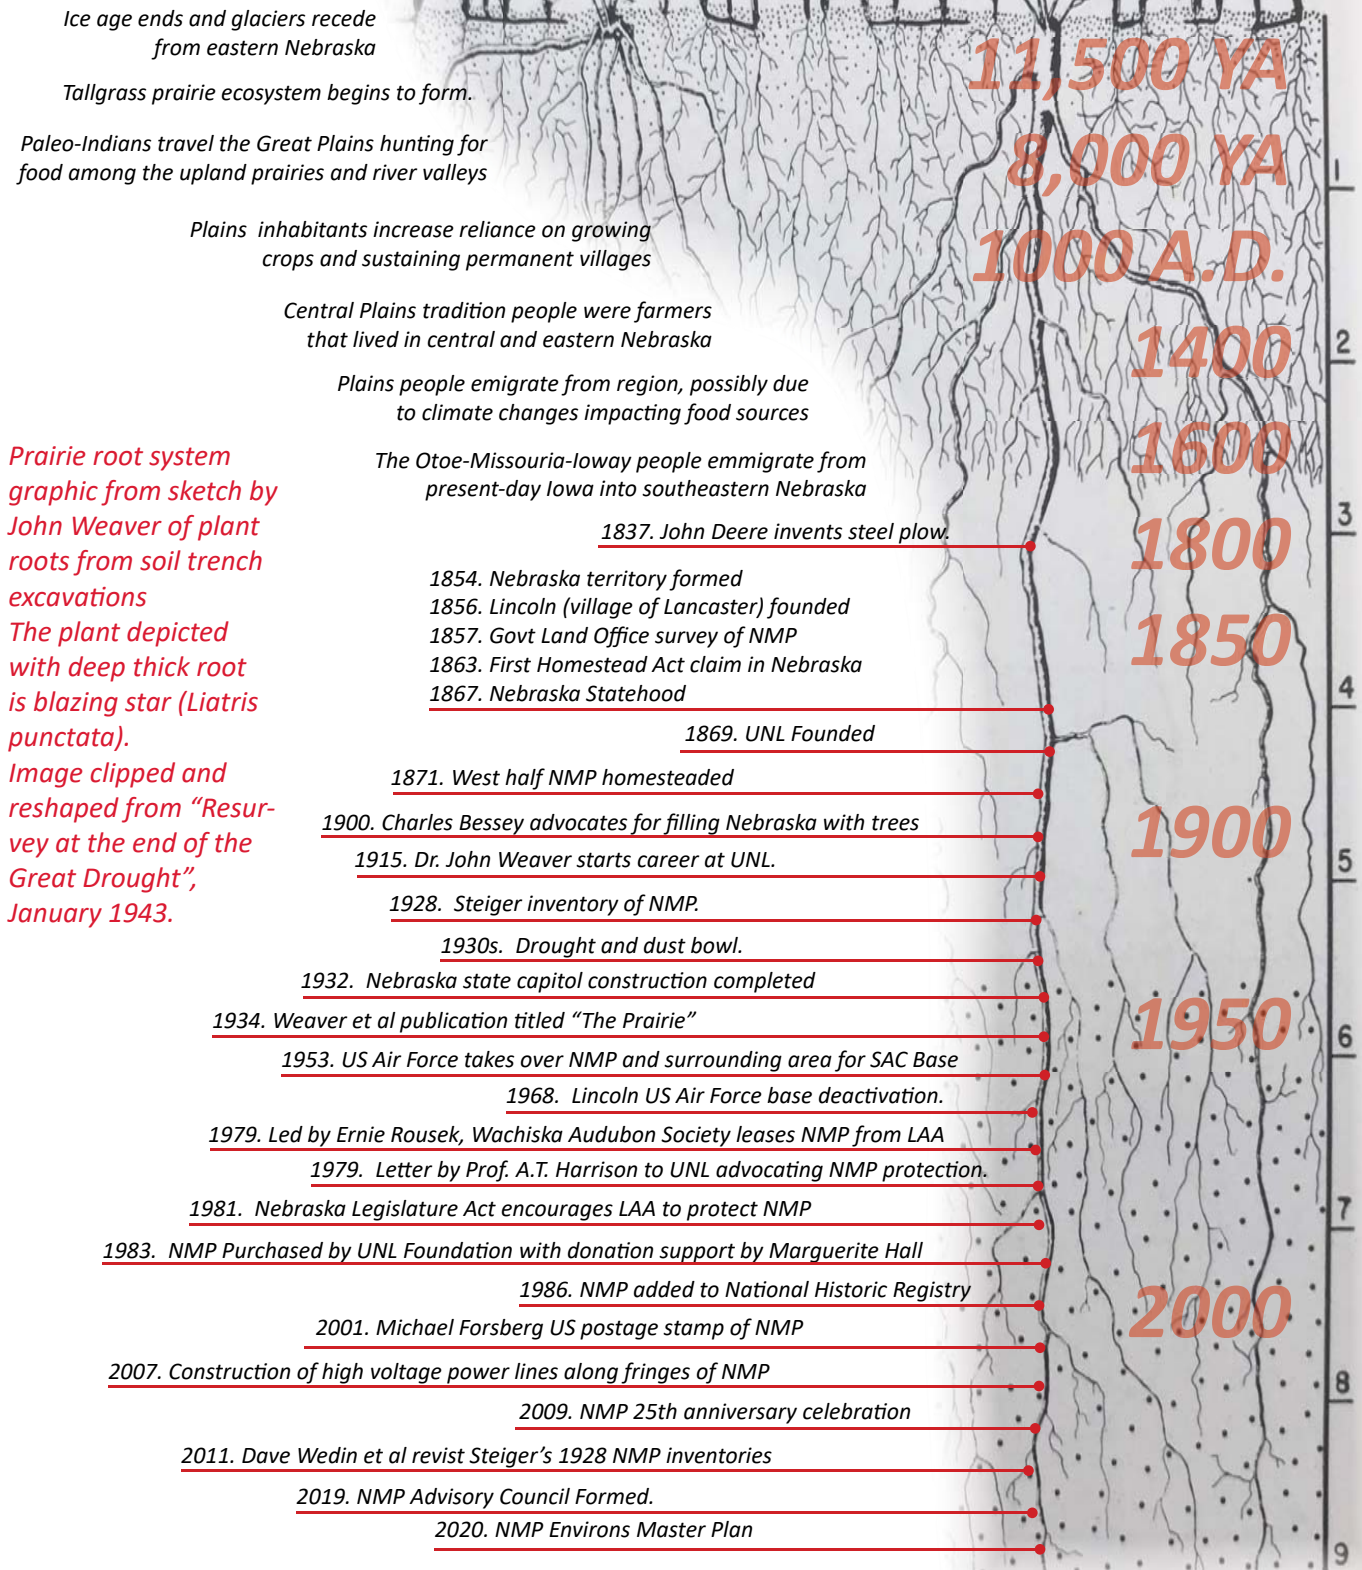 Ice age ends and glaciers recede
from eastern Nebraska
11,500 YA
Tallgrass prairie ecosystem begins to form.
Paleo-Indians travel the Great Plains hunting for
food among the upland prairies and river valleys
8,000 YA
1
Plains inhabitants increase reliance on growing
crops and sustaining permanent villages
1000 A.D.
Central Plains tradition people were farmers
that lived in central and eastern Nebraska
1400
2
Plains people emigrate from region, possibly due
to climate changes impacting food sources
1600
Prairie root system
graphic from sketch by
John Weaver of plant
roots from soil trench
excavations
The plant depicted
with deep thick root
is blazing star (Liatris
punctata).
Image clipped and
reshaped from “Resur-
vey at the end of the
Great Drought”,
January 1943.
The Otoe-Missouria-Ioway people emmigrate from
present-day Iowa into southeastern Nebraska
3
1837. John Deere invents steel plow.
1800
1854. Nebraska territory formed
1856. Lincoln (village of Lancaster) founded
1857. Govt Land Office survey of NMP
1850
1863. First Homestead Act claim in Nebraska
1867. Nebraska Statehood
4
1869. UNL Founded
1871. West half NMP homesteaded
1900. Charles Bessey advocates for filling Nebraska with trees
1900
1915. Dr. John Weaver starts career at UNL.
5
1928. Steiger inventory of NMP.
1930s. Drought and dust bowl.
1932. Nebraska state capitol construction completed
1934. Weaver et al publication titled “The Prairie”
1950
6
1953. US Air Force takes over NMP and surrounding area for SAC Base
1968. Lincoln US Air Force base deactivation.
1979. Led by Ernie Rousek, Wachiska Audubon Society leases NMP from LAA
1979. Letter by Prof. A.T. Harrison to UNL advocating NMP protection.
1981. Nebraska Legislature Act encourages LAA to protect NMP
7
1983. NMP Purchased by UNL Foundation with donation support by Marguerite Hall
1986. NMP added to National Historic Registry
2000
2001. Michael Forsberg US postage stamp of NMP
2007. Construction of high voltage power lines along fringes of NMP
8
2009. NMP 25th anniversary celebration
2011. Dave Wedin et al revist Steiger’s 1928 NMP inventories
2019. NMP Advisory Council Formed.
2020. NMP Environs Master Plan
9